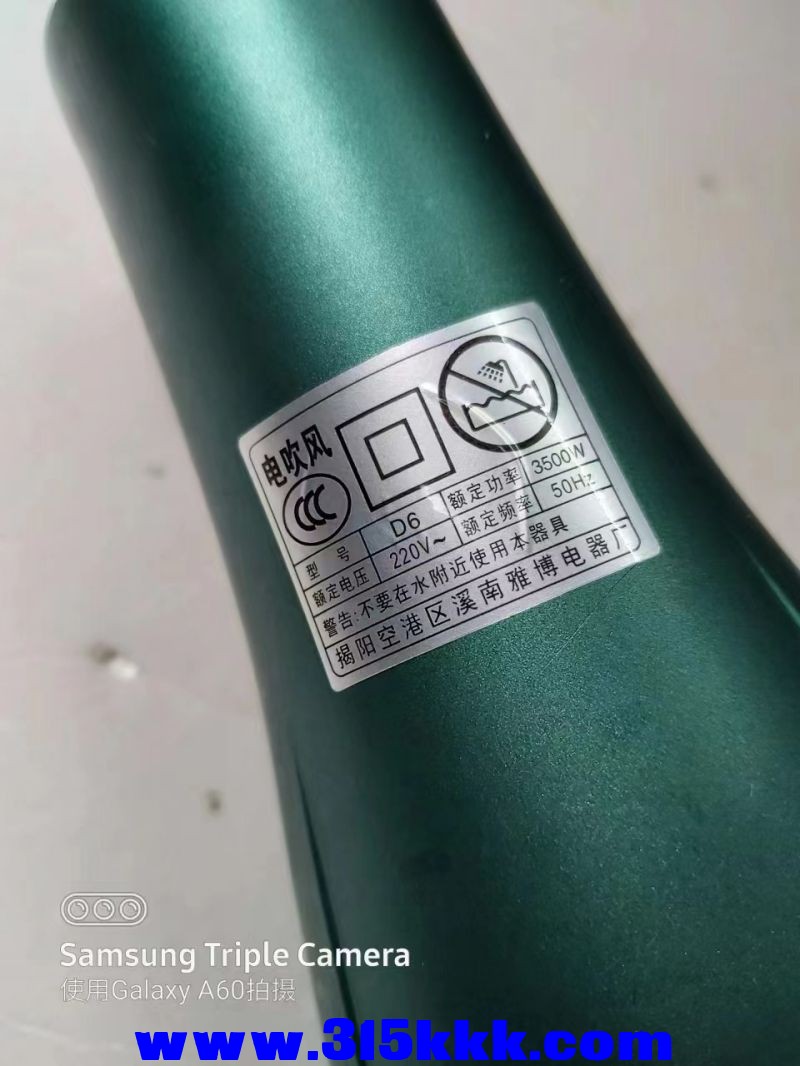 电吹风
CCC
型号 D6 额定功率 3500W
额定电压 220V~ 额定频率 50Hz
警告:不要在水附近使用本器具
揭阳空港区溪南雅博电器厂
Samsung Triple Camera
使用Galaxy A60拍摄
www.315kkk.com